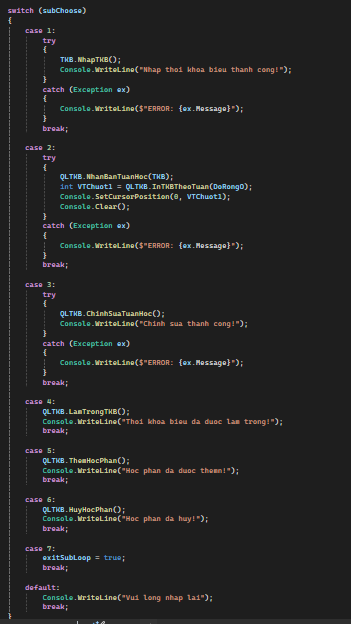 switch (subChoose)
{
case 1:
try
{
TKB.NhapTKB();
Console.WriteLine("Nhap thoi khoa bieu thanh cong!");
}
catch (Exception ex)
{
Console.WriteLine($"ERROR: {ex.Message}");
}
break;
case 2:
try
{
QLTKB.NhanBanTuanHoc(TKB);
int VTChuot1 = QLTKB.InTKBTheoTuan(DoRongO);
Console.SetCursorPosition(0, VTChuot1);
Console.Clear();
}
catch (Exception ex)
{
Console.WriteLine($"ERROR: {ex.Message}");
}
break;
case 3:
try
{
QLTKB.ChinhSuaTuanHoc();
Console.WriteLine("Chinh sua thanh cong!");
}
catch (Exception ex)
{
Console.WriteLine($"ERROR: {ex.Message}");
}
break;
case 4:
QLTKB.LamTrongTKB();
Console.WriteLine("Thoi khoa bieu da duoc lam trong!");
break;
case 5:
QLTKB.ThemHocPhan();
Console.WriteLine("Hoc phan da duoc themn!");
break;
case 6:
QLTKB.HuyHocPhan();
Console.WriteLine("Hoc phan da huy!");
break;
case 7:
exitSubLoop = true;
break;
default:
Console.WriteLine("Vui long nhap lai");
break;
}